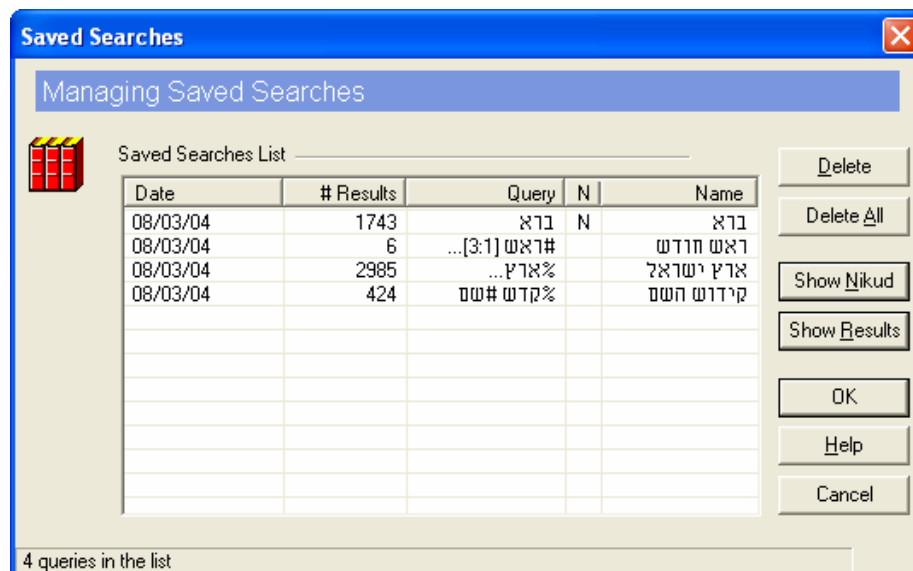 Saved Searches
Managing Saved Searches
Saved Searches List
Date # Results Query N Name
08/03/04 1743 ברא N ברא
08/03/04 6 #ראש [3:1]... ראש חודש
08/03/04 2985 %ארץ... ארץ ישראל
08/03/04 424 %קדש #שם קידוש השם
Delete
Delete All
Show Nikud
Show Results
OK
Help
Cancel
4 queries in the list